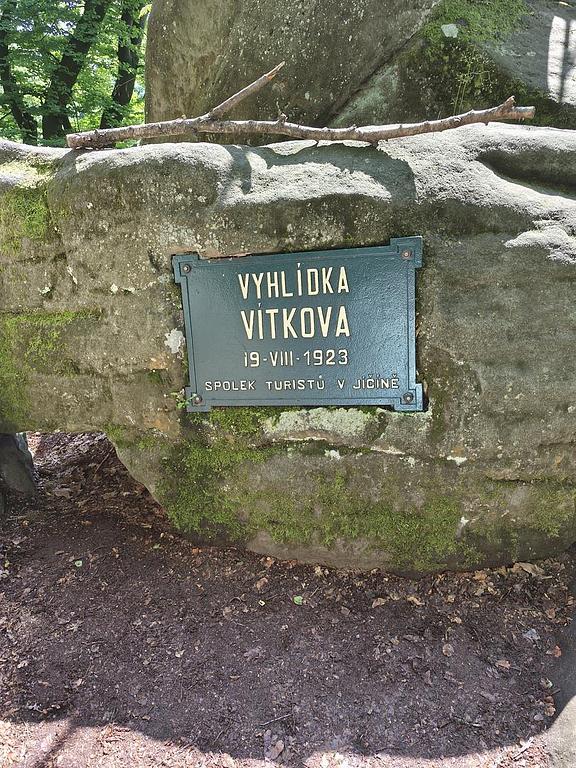 VYHLÍDKA
VÍTKOVA
19-VIII-1923
SPOLEK TURISTŮ V JIČÍNĚ